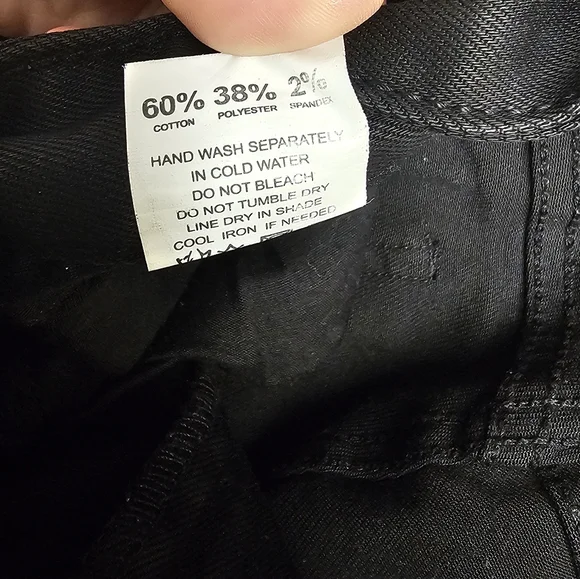 60% 38% 2%
COTTON POLYESTER SPANDEX
HAND WASH SEPARATELY
IN COLD WATER
DO NOT BLEACH
DO NOT TUMBLE DRY
LINE DRY IN SHADE
COOL IRON IF NEEDED